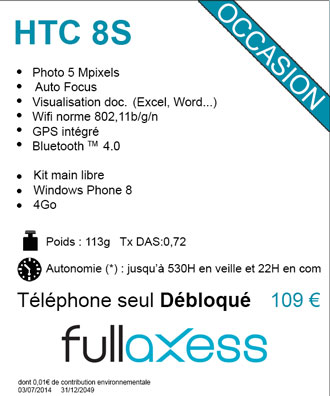 OCCASION
HTC 8S
• Photo 5 Mpixels
• Auto Focus
• Visualisation doc. (Excel, Word...)
• Wifi norme 802,11b/g/n
• GPS intégré
• Bluetooth ™ 4.0
• Kit main libre
• Windows Phone 8
• 4Go
Poids : 113g Tx DAS:0,72
Autonomie (*) : jusqu'à 530H en veille et 22H en com
Téléphone seul Débloqué 109 €
fullaxess
dont 0,01€ de contribution environnementale
03/07/2014 31/12/2049